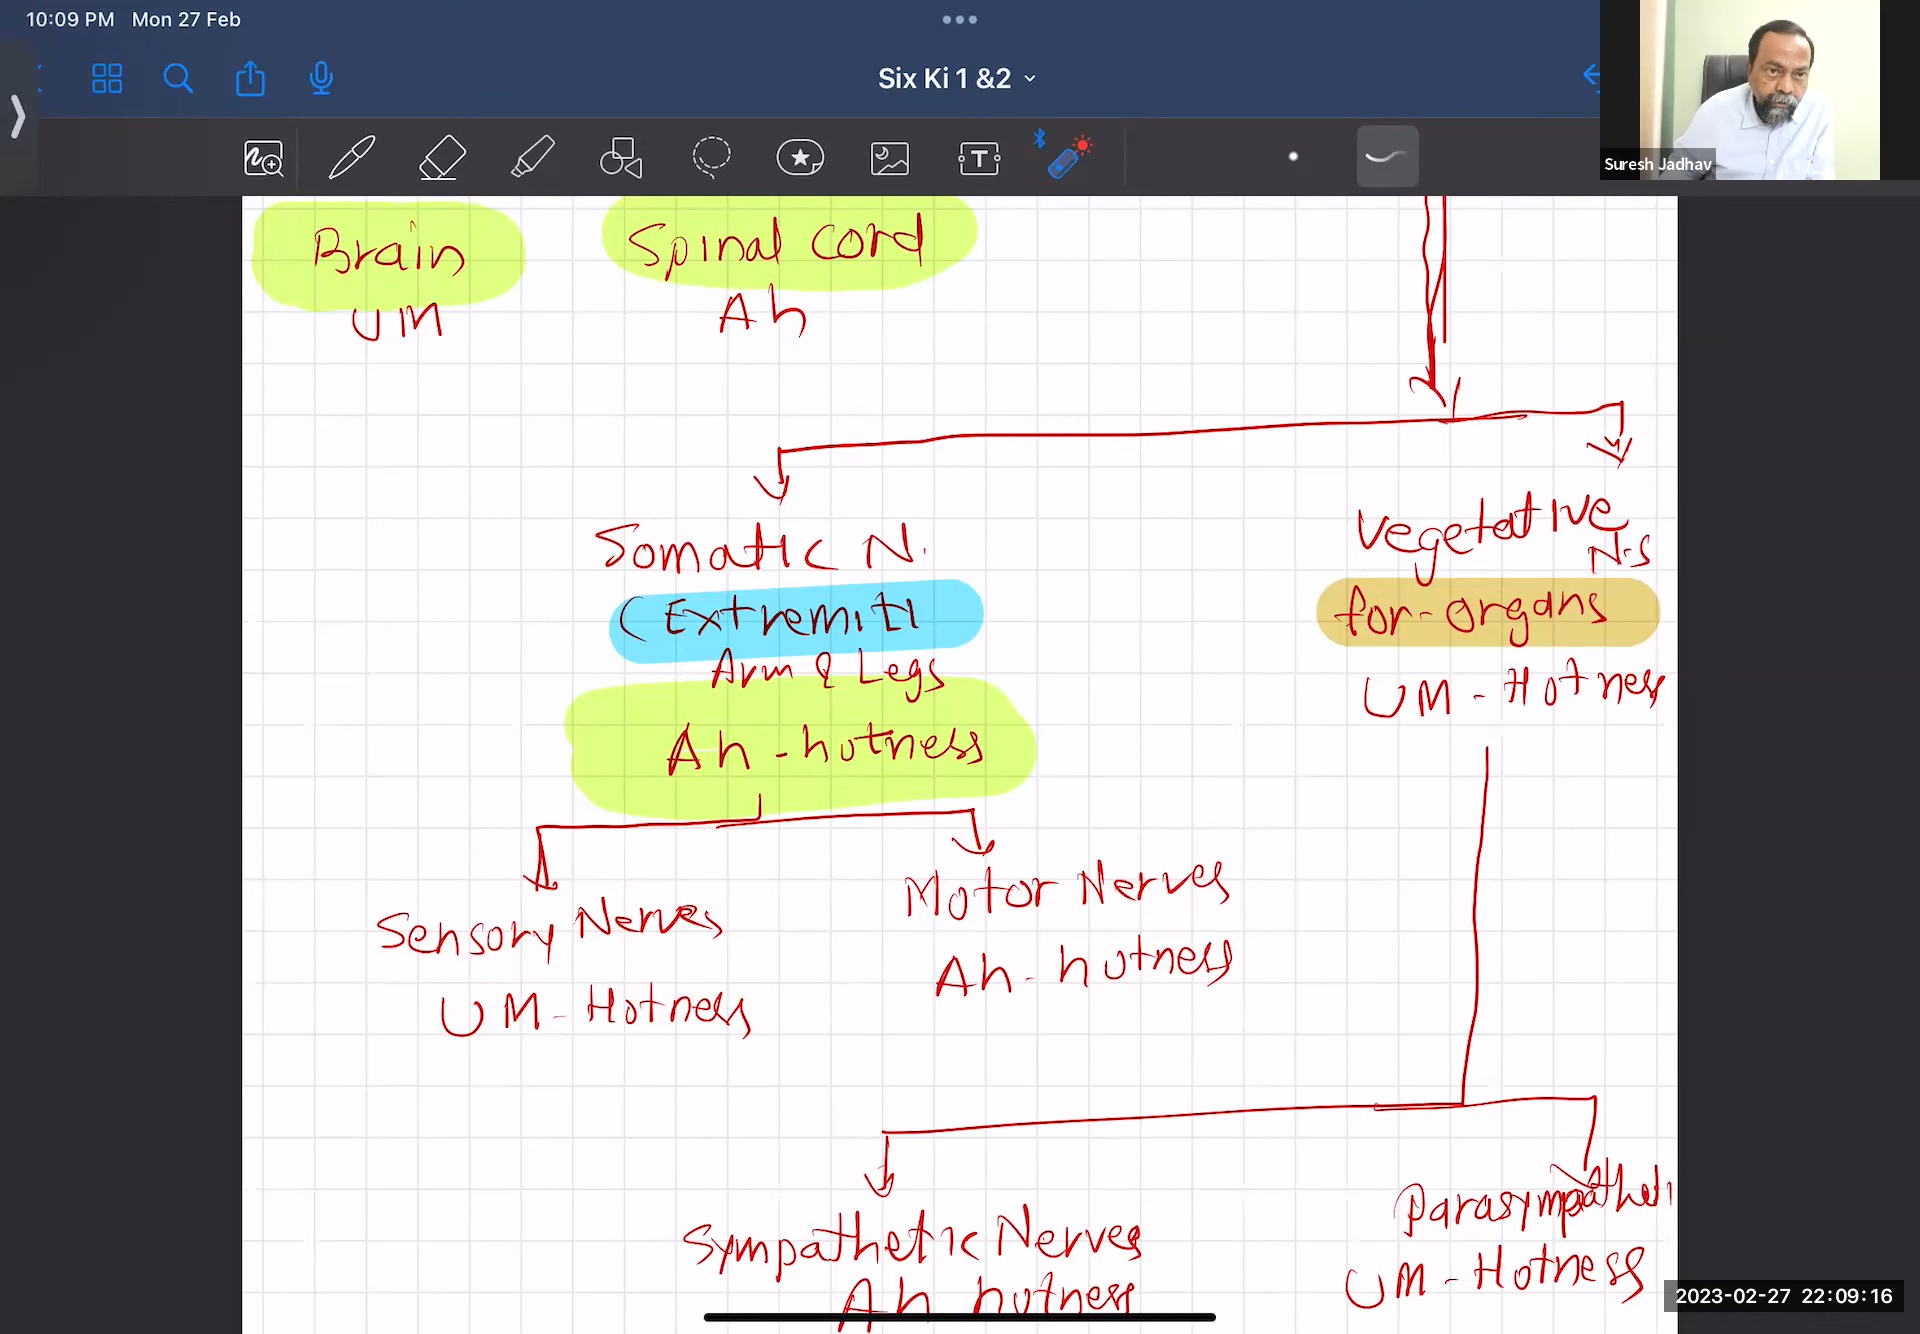 10:09 PM Mon 27 Feb
Six Ki 1 &2
T
Suresh Jadhav
Brain
UM
Spinal cord
Ah
Somatic N.
(Extremiti
Arm & Legs
Ah - hotness
Vegetative
N.S
for-organs
UM - Hotness
Sensory Nerves
UM - Hotness
Motor Nerves
Ah - hotness
Sympathetic Nerves
Ah hotness
Parasympatheti
UM - Hotness
2023-02-27 22:09:16